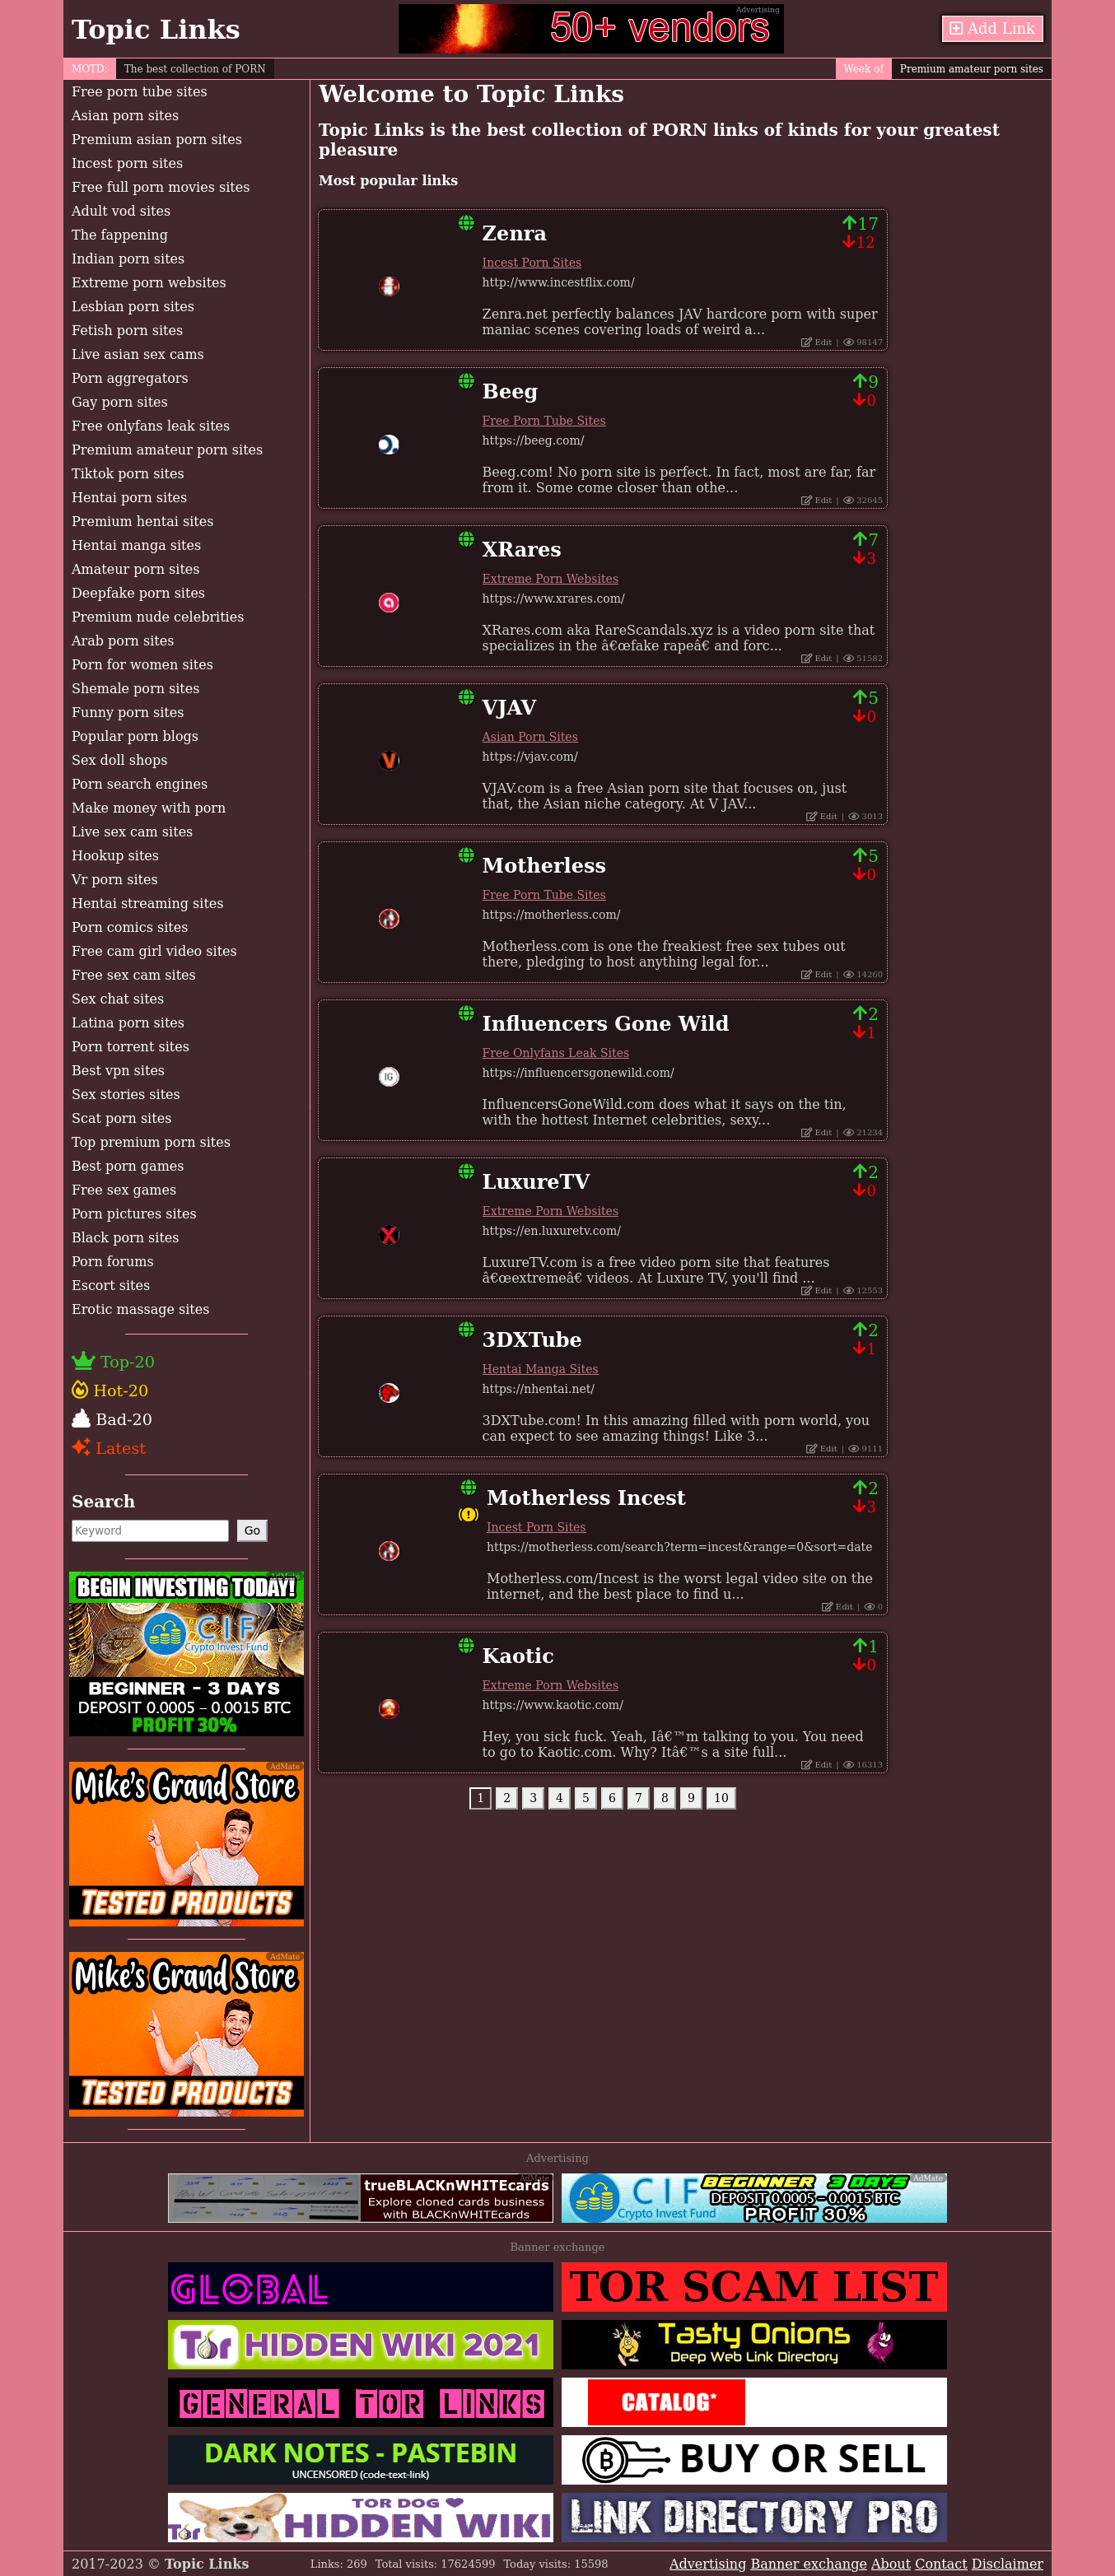 Topic Links
Advertising
50+ vendors
Add Link
MOTD: The best collection of PORN
Week of Premium amateur porn sites
Free porn tube sites
Asian porn sites
Premium asian porn sites
Incest porn sites
Free full porn movies sites
Adult vod sites
The fappening
Indian porn sites
Extreme porn websites
Lesbian porn sites
Fetish porn sites
Live asian sex cams
Porn aggregators
Gay porn sites
Free onlyfans leak sites
Premium amateur porn sites
Tiktok porn sites
Hentai porn sites
Premium hentai sites
Hentai manga sites
Amateur porn sites
Deepfake porn sites
Premium nude celebrities
Arab porn sites
Porn for women sites
Shemale porn sites
Funny porn sites
Popular porn blogs
Sex doll shops
Porn search engines
Make money with porn
Live sex cam sites
Hookup sites
Vr porn sites
Hentai streaming sites
Porn comics sites
Free cam girl video sites
Free sex cam sites
Sex chat sites
Latina porn sites
Porn torrent sites
Best vpn sites
Sex stories sites
Scat porn sites
Top premium porn sites
Best porn games
Free sex games
Porn pictures sites
Black porn sites
Porn forums
Escort sites
Erotic massage sites
Top-20
Hot-20
Bad-20
Latest
Search
Keyword Go
AdMate
BEGIN INVESTING TODAY!
CIF
Crypto Invest Fund
BEGINNER - 3 DAYS
DEPOSIT 0.0005 – 0.0015 BTC
PROFIT 30%
AdMate
Mike's Grand Store
TESTED PRODUCTS
AdMate
Mike's Grand Store
TESTED PRODUCTS
Welcome to Topic Links
Topic Links is the best collection of PORN links of kinds for your greatest
pleasure
Most popular links
Zenra
17
12
Incest Porn Sites
http://www.incestflix.com/
Zenra.net perfectly balances JAV hardcore porn with super
maniac scenes covering loads of weird a...
Edit | 98147
Beeg
9
0
Free Porn Tube Sites
https://beeg.com/
Beeg.com! No porn site is perfect. In fact, most are far, far
from it. Some come closer than othe...
Edit | 32645
XRares
7
3
Extreme Porn Websites
https://www.xrares.com/
XRares.com aka RareScandals.xyz is a video porn site that
specializes in the â€œfake rapeâ€ and forc...
Edit | 51582
VJAV
5
0
Asian Porn Sites
https://vjav.com/
VJAV.com is a free Asian porn site that focuses on, just
that, the Asian niche category. At V JAV...
Edit | 3013
Motherless
5
0
Free Porn Tube Sites
https://motherless.com/
Motherless.com is one the freakiest free sex tubes out
there, pledging to host anything legal for...
Edit | 14260
Influencers Gone Wild
2
1
Free Onlyfans Leak Sites
https://influencersgonewild.com/
InfluencersGoneWild.com does what it says on the tin,
with the hottest Internet celebrities, sexy...
Edit | 21234
LuxureTV
2
0
Extreme Porn Websites
https://en.luxuretv.com/
LuxureTV.com is a free video porn site that features
â€œextremeâ€ videos. At Luxure TV, you'll find ...
Edit | 12553
3DXTube
2
1
Hentai Manga Sites
https://nhentai.net/
3DXTube.com! In this amazing filled with porn world, you
can expect to see amazing things! Like 3...
Edit | 9111
Motherless Incest
2
3
Incest Porn Sites
https://motherless.com/search?term=incest&range=0&sort=date
Motherless.com/Incest is the worst legal video site on the
internet, and the best place to find u...
Edit | 0
Kaotic
1
0
Extreme Porn Websites
https://www.kaotic.com/
Hey, you sick fuck. Yeah, Iâ€™m talking to you. You need
to go to Kaotic.com. Why? Itâ€™s a site full...
Edit | 16313
1 2 3 4 5 6 7 8 9 10
Advertising
AdMate
trueBLACKnWHITEcards
Explore cloned cards business
with BLACKnWHITEcards
AdMate
CIF
Crypto Invest Fund
BEGINNER 3 DAYS
DEPOSIT 0.0005 – 0.0015 BTC
PROFIT 30%
Banner exchange
GLOBAL
TOR SCAM LIST
Tor HIDDEN WIKI 2021
Tasty Onions
Deep Web Link Directory
GENERAL TOR LINKS
CATALOG*
DARK NOTES - PASTEBIN
UNCENSORED (code-text-link)
BUY OR SELL
TOR DOG
HIDDEN WIKI
LINK DIRECTORY PRO
2017-2023 © Topic Links
Links: 269 Total visits: 17624599 Today visits: 15598
Advertising Banner exchange About Contact Disclaimer